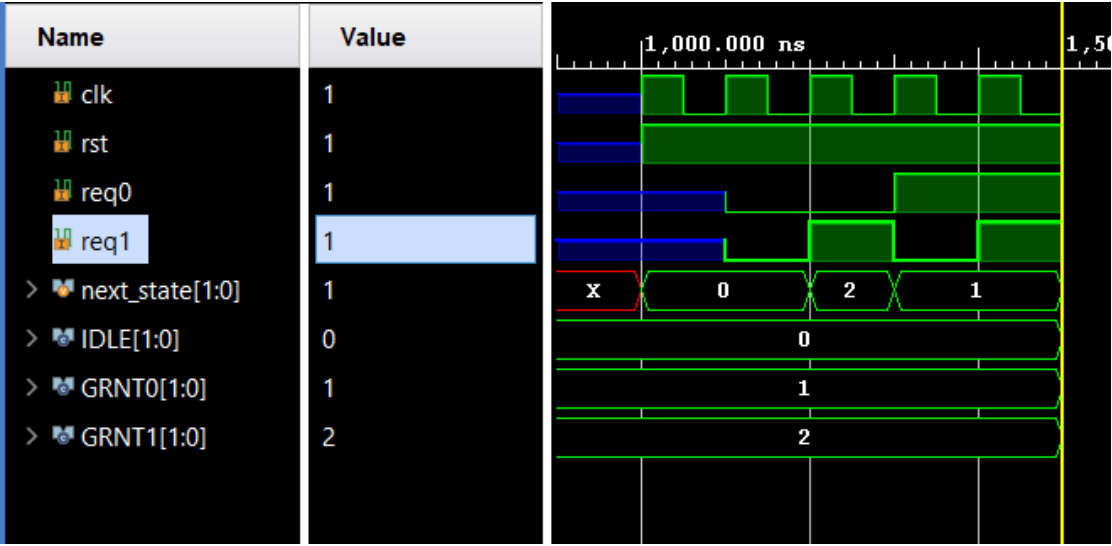 Name Value
1,000.000 ns 1,50
clk 1
rst 1
req0 1
req1 1
> next_state[1:0] 1 X 0 2 1
> IDLE[1:0] 0 0
> GRNT0[1:0] 1 1
> GRNT1[1:0] 2 2